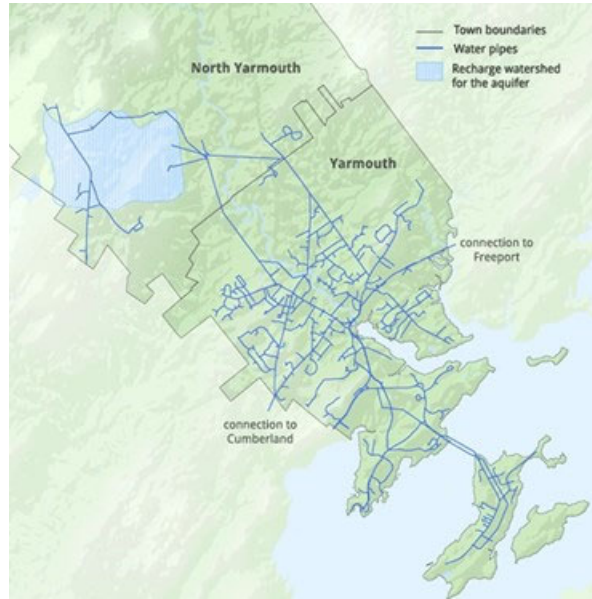 Town boundaries
Water pipes
Recharge watershed
for the aquifer
North Yarmouth
Yarmouth
connection to
Freeport
connection to
Cumberland